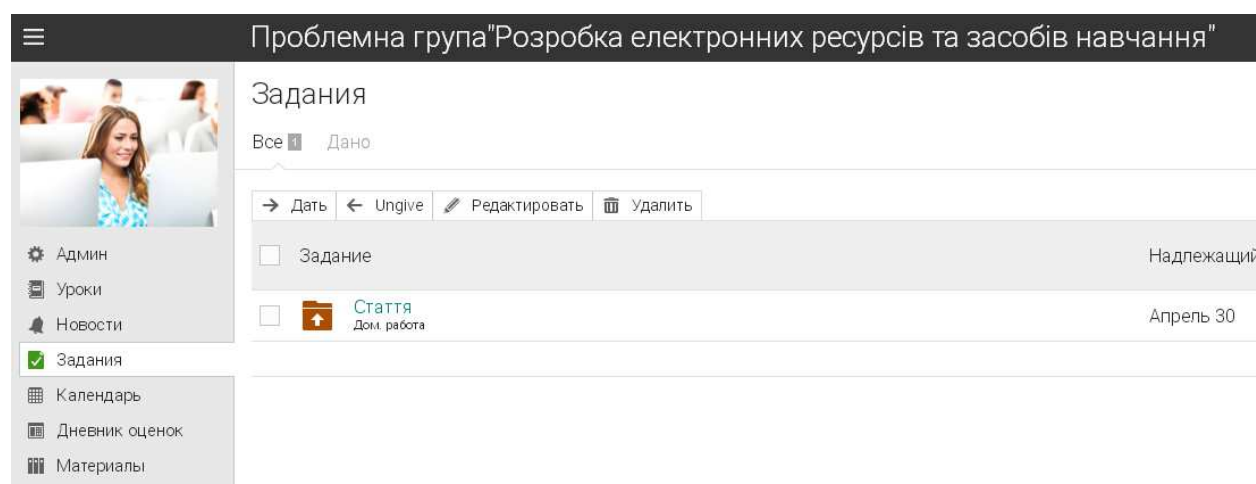 Проблемна група"Розробка електронних ресурсів та засобів навчання"
Задания
Все 1 Дано
Дать Ungive Редактировать Удалить
Задание Надлежащий
Стаття
Дом. работа
Апрель 30
Админ
Уроки
Новости
Задания
Календарь
Дневник оценок
Материалы